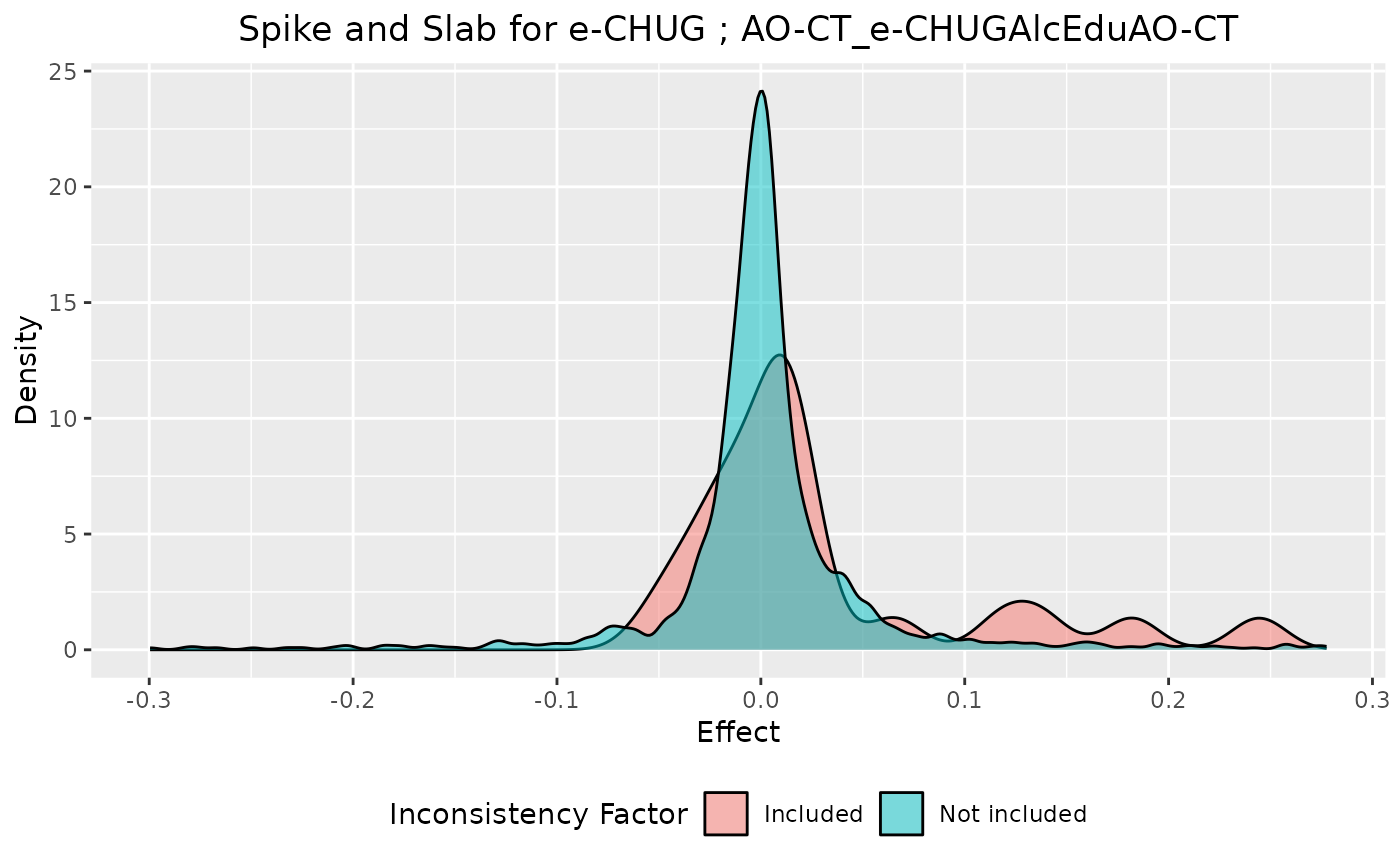 Spike and Slab for e-CHUG ; AO-CT_e-CHUGAlcEduAO-CT
25
20
15
10
5
0
Density
-0.3 -0.2 -0.1 0.0 0.1 0.2 0.3
Effect
Inconsistency Factor Included Not included